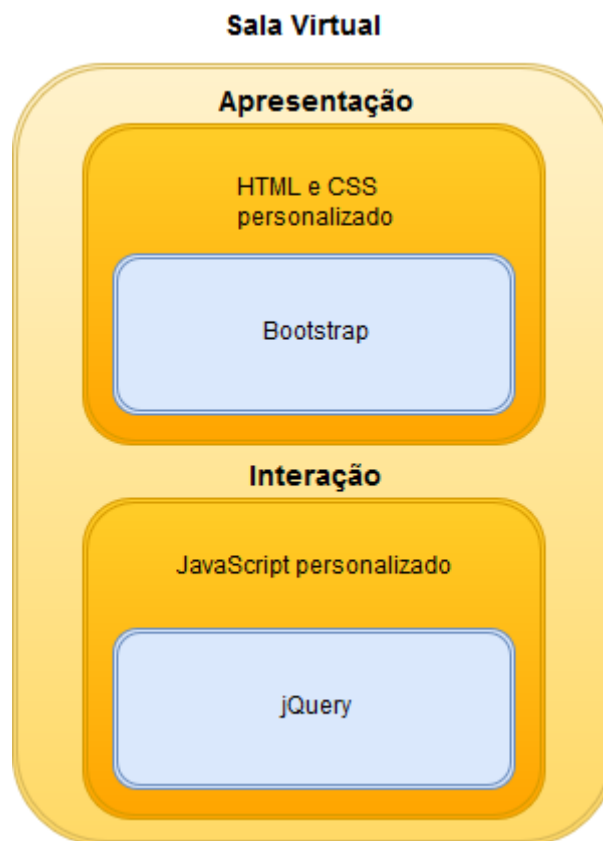 Sala Virtual
Apresentação
HTML e CSS
personalizado
Bootstrap
Interação
JavaScript personalizado
jQuery